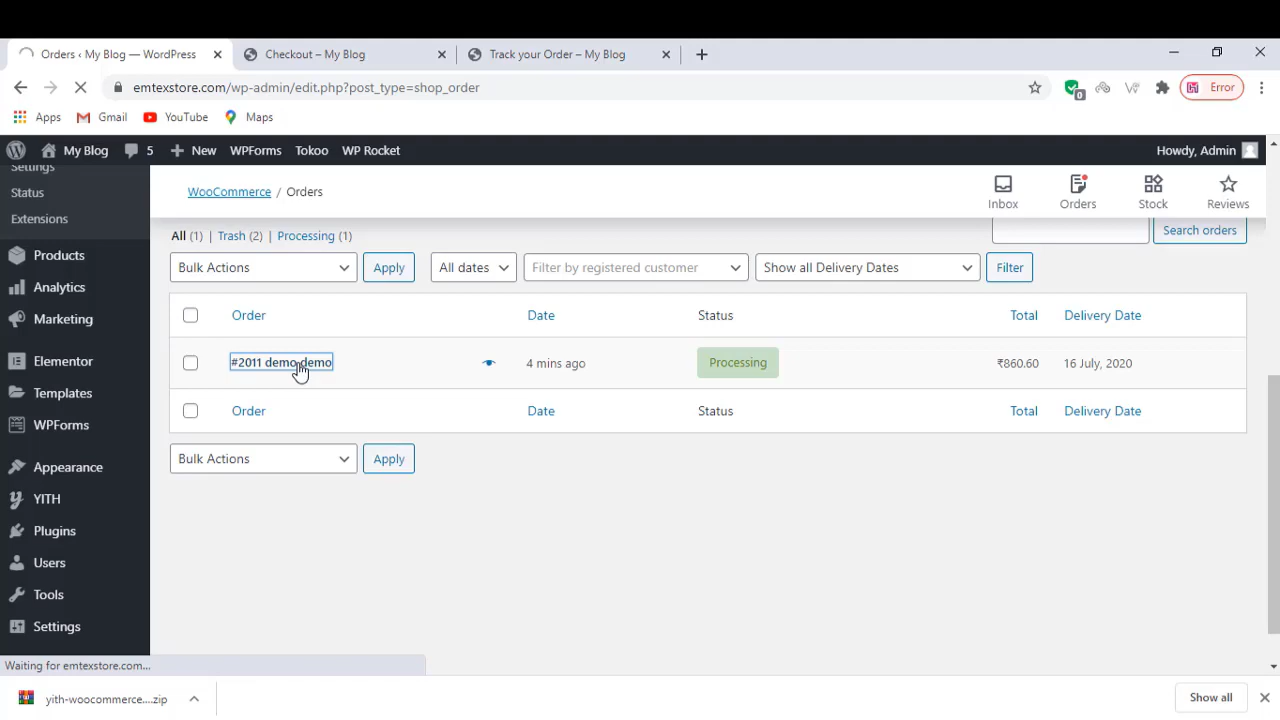 Orders ‹ My Blog — WordPress
Checkout – My Blog
Track your Order – My Blog
emtexstore.com/wp-admin/edit.php?post_type=shop_order
0
Error
Apps
Gmail
YouTube
Maps
My Blog
5
New
WPForms
Tokoo
WP Rocket
Howdy, Admin
Settings
Status
Extensions
Products
Analytics
Marketing
Elementor
Templates
WPForms
Appearance
YITH
Plugins
Users
Tools
Settings
WooCommerce / Orders
Inbox
Orders
Stock
Reviews
All (1) | Trash (2) | Processing (1)
Search orders
Bulk Actions
Apply
All dates
Filter by registered customer
Show all Delivery Dates
Filter
Order Date Status Total Delivery Date
#2011 demo demo 4 mins ago Processing ₹860.60 16 July, 2020
Order Date Status Total Delivery Date
Bulk Actions
Apply
Waiting for emtexstore.com...
yith-woocommerce....zip
Show all